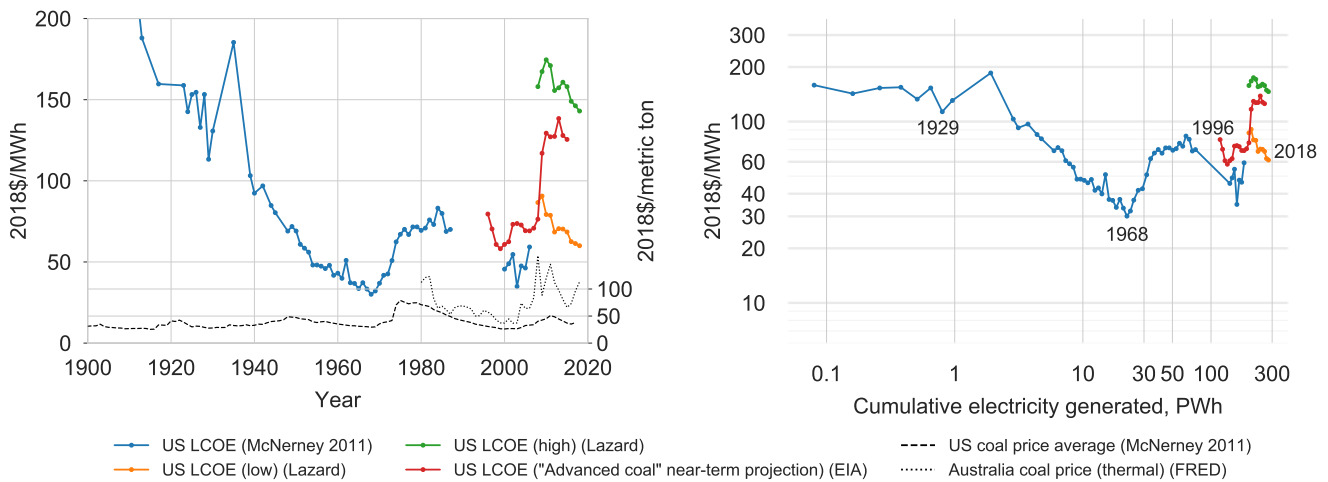 200
150
100
50
0
2018$/MWh
1900 1920 1940 1960 1980 2000 2020
Year
100
50
0
2018$/metric ton
300
200
100
60
40
30
20
10
2018$/MWh
1929
1968
1996
2018
0.1 1 10 30 50 100 300
Cumulative electricity generated, PWh
US LCOE (McNerney 2011)
US LCOE (low) (Lazard)
US LCOE (high) (Lazard)
US LCOE ("Advanced coal" near-term projection) (EIA)
US coal price average (McNerney 2011)
Australia coal price (thermal) (FRED)